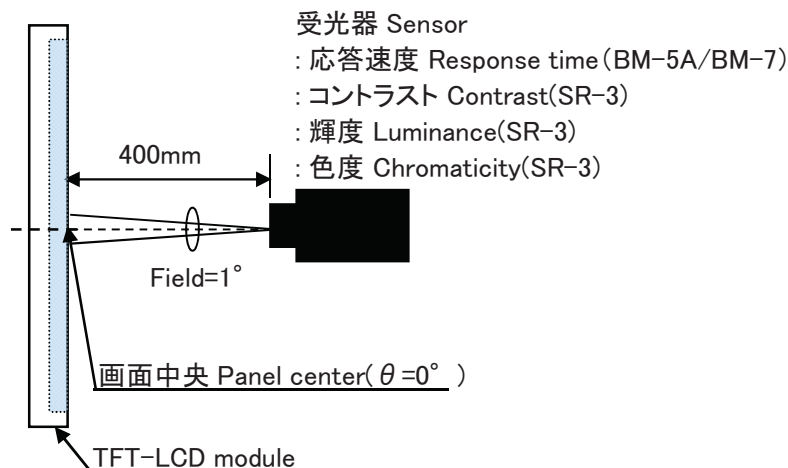 受光器 Sensor
: 応答速度 Response time(BM-5A/BM-7)
: コントラスト Contrast(SR-3)
: 輝度 Luminance(SR-3)
: 色度 Chromaticity(SR-3)
400mm
Field=1°
画面中央 Panel center( θ=0° )
TFT-LCD module